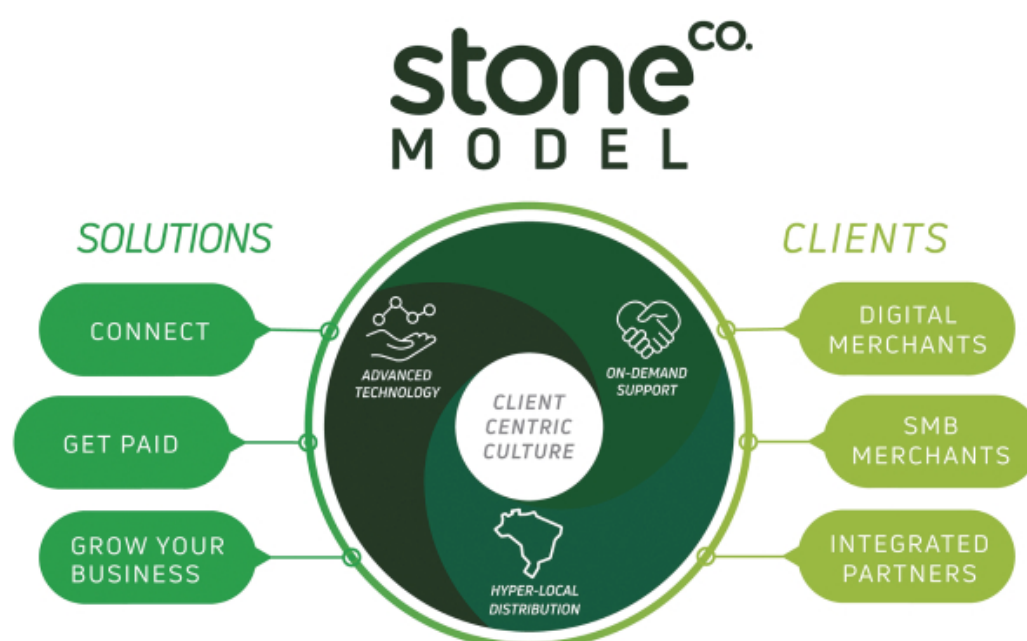 stone CO.
MODEL
SOLUTIONS
CONNECT
GET PAID
GROW YOUR
BUSINESS
ADVANCED
TECHNOLOGY
ON-DEMAND
SUPPORT
CLIENT
CENTRIC
CULTURE
HYPER-LOCAL
DISTRIBUTION
CLIENTS
DIGITAL
MERCHANTS
SMB
MERCHANTS
INTEGRATED
PARTNERS